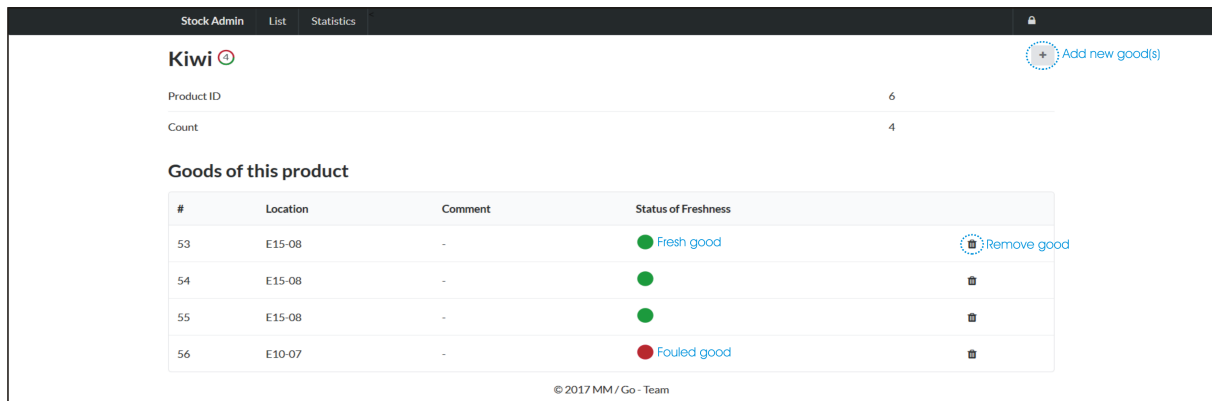 Stock Admin List Statistics
Kiwi 4
+ Add new good(s)
Product ID 6
Count 4
Goods of this product
# Location Comment Status of Freshness
53 E15-08 - Fresh good Remove good
54 E15-08 -
55 E15-08 -
56 E10-07 - Fouled good
© 2017 MM / Go - Team